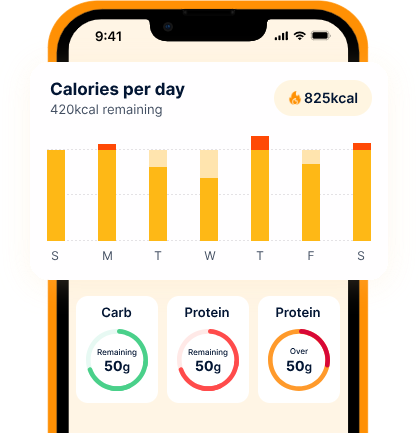 9:41
Calories per day
420kcal remaining
825kcal
S M T W T F S
Carb Protein Protein
Remaining Remaining Over
50g 50g 50g